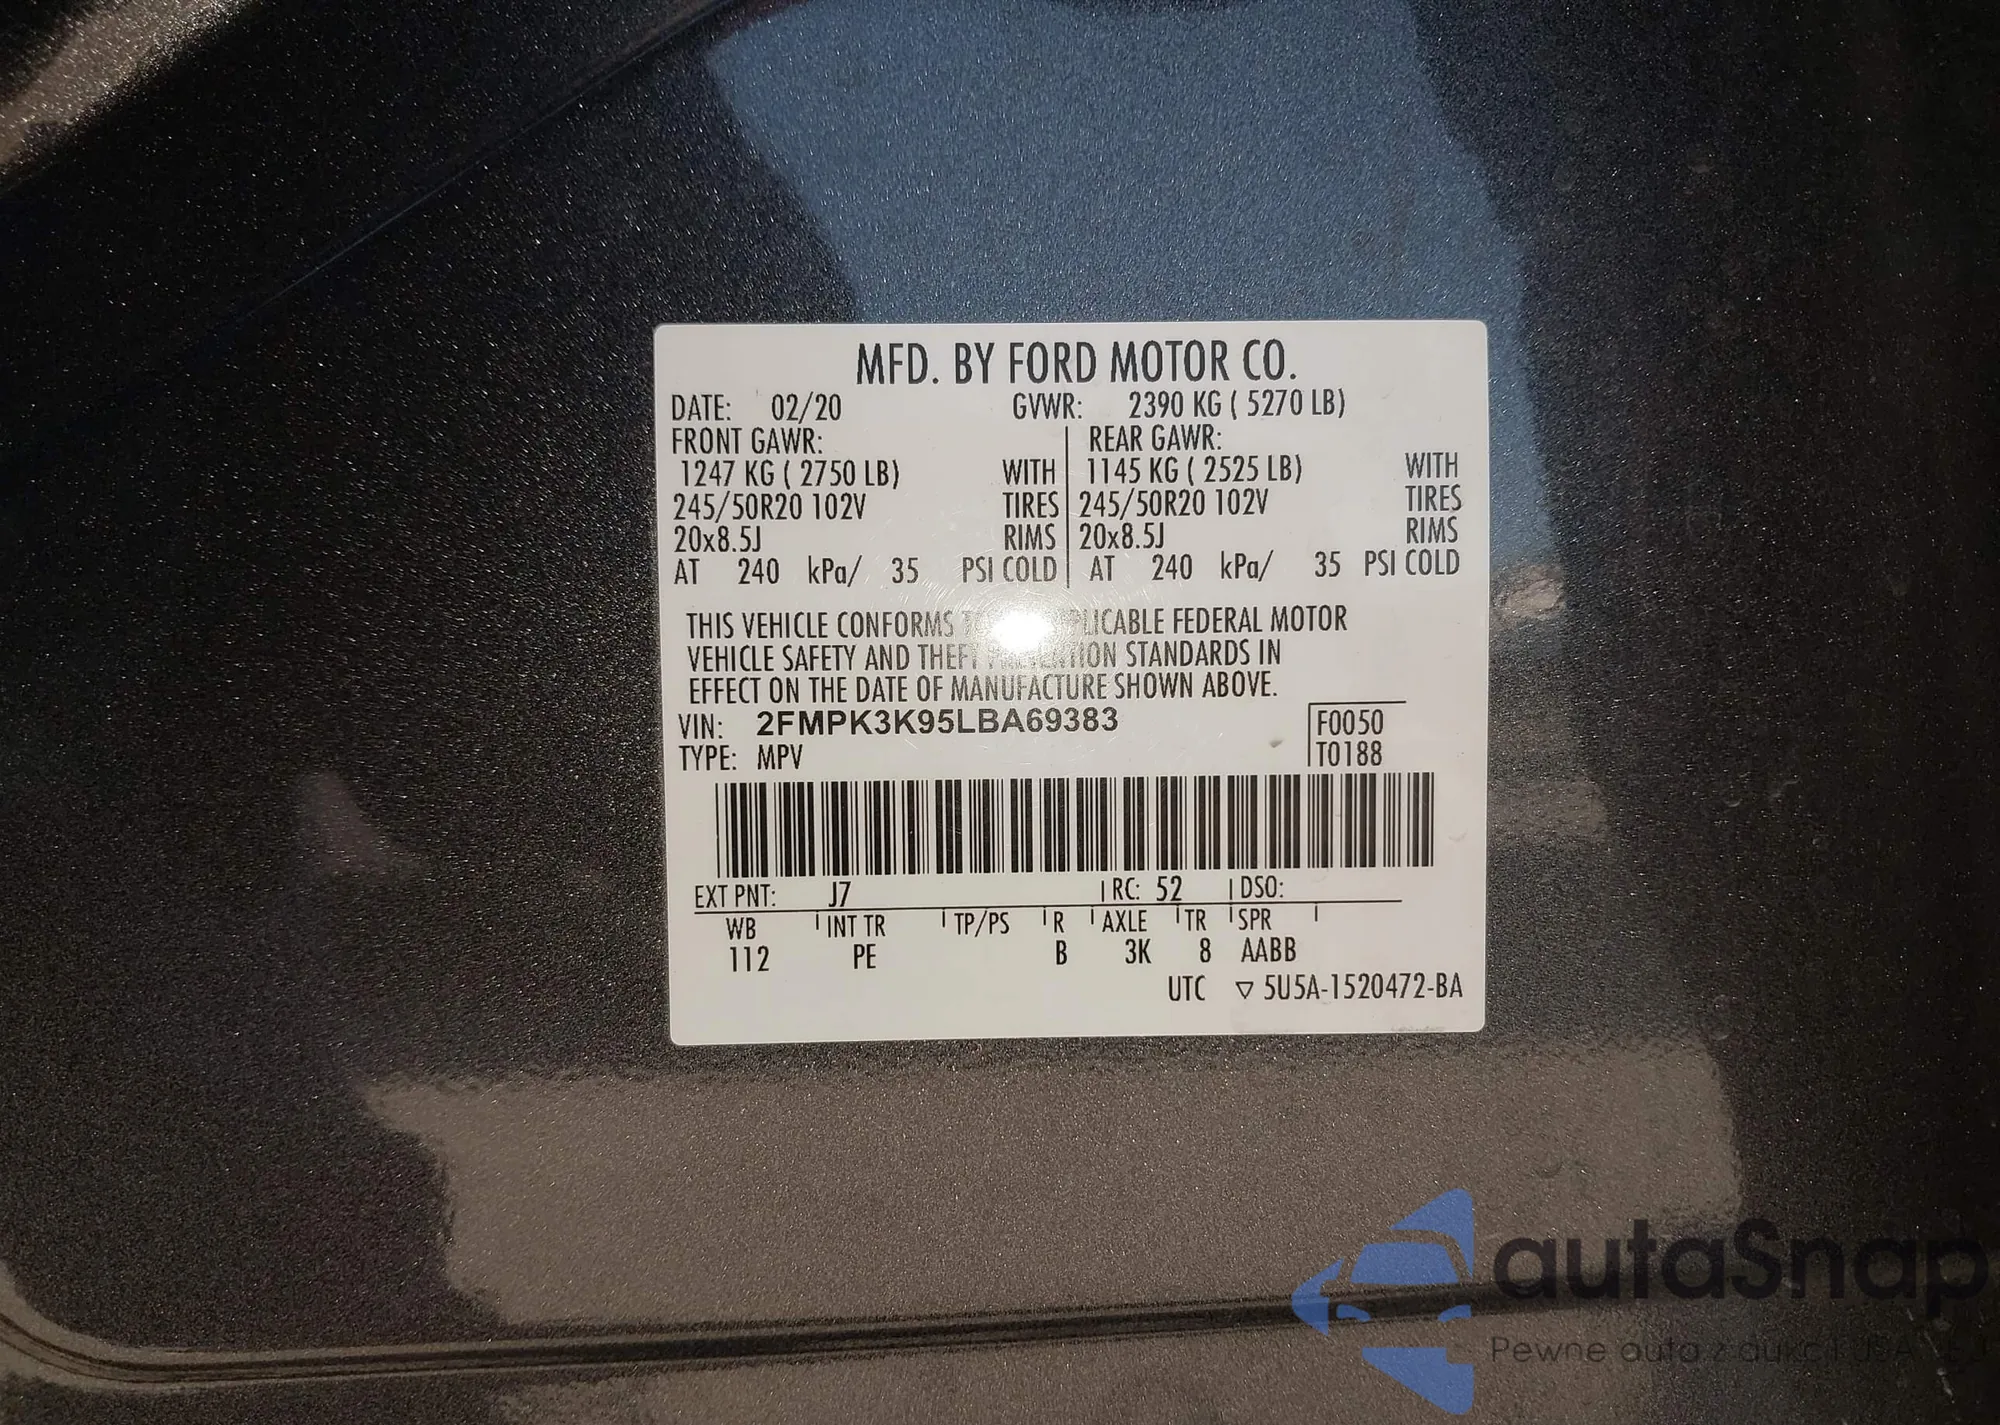 MFD. BY FORD MOTOR CO.
DATE: 02/20 GVWR: 2390 KG ( 5270 LB)
FRONT GAWR: REAR GAWR:
1247 KG ( 2750 LB) WITH 1145 KG ( 2525 LB) WITH
245/50R20 102V TIRES 245/50R20 102V TIRES
20x8.5J RIMS 20x8.5J RIMS
AT 240 kPa/ 35 PSI COLD AT 240 kPa/ 35 PSI COLD
THIS VEHICLE CONFORMS FEDERAL MOTOR
VEHICLE SAFETY AND THEFT STANDARDS IN
EFFECT ON THE DATE OF MANUFACTURE SHOWN ABOVE.
VIN: 2FMPK3K95LBA69383 F0050
TYPE: MPV T0188
EXT PNT: J7 RC: 52 DSO:
WB INT TR TP/PS R AXLE TR SPR
112 PE B 3K 8 AABB
UTC ▽ 5U5A-1520472-BA
autaSnap
Pewne auta z aukcji USA